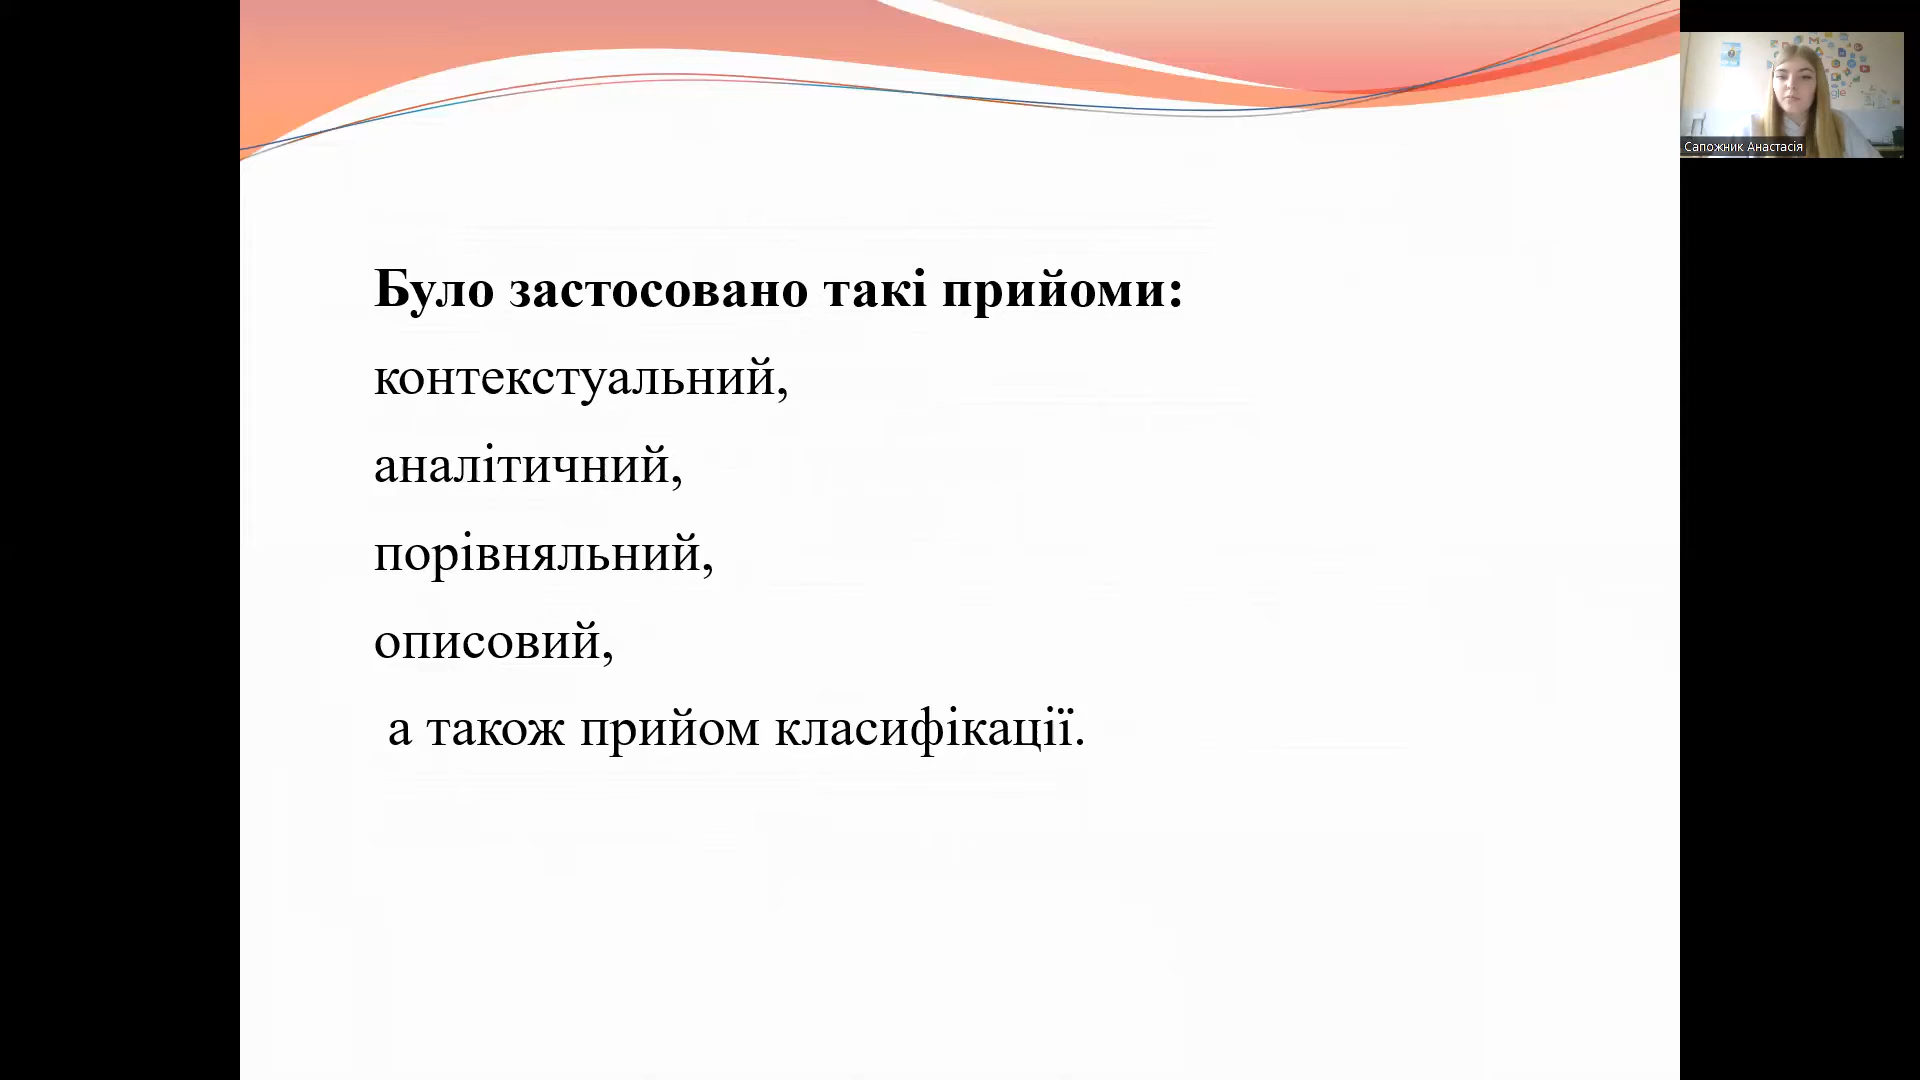 Було застосовано такі прийоми:
контекстуальний,
аналітичний,
порівняльний,
описовий,
а також прийом класифікації.
Сапожник Анастасія